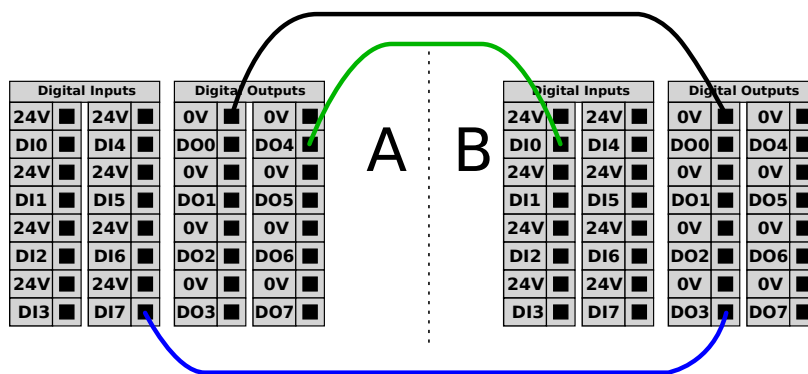 Digital Inputs Digital Outputs Digital Inputs Digital Outputs
24V 24V 0V 0V 24V 24V 0V 0V
DI0 DI4 DO0 DO4 A B DI0 DI4 DO0 DO4
24V 24V 0V 0V 24V 24V 0V 0V
DI1 DI5 DO1 DO5 DI1 DI5 DO1 DO5
24V 24V 0V 0V 24V 24V 0V 0V
DI2 DI6 DO2 DO6 DI2 DI6 DO2 DO6
24V 24V 0V 0V 24V 24V 0V 0V
DI3 DI7 DO3 DO7 DI3 DI7 DO3 DO7